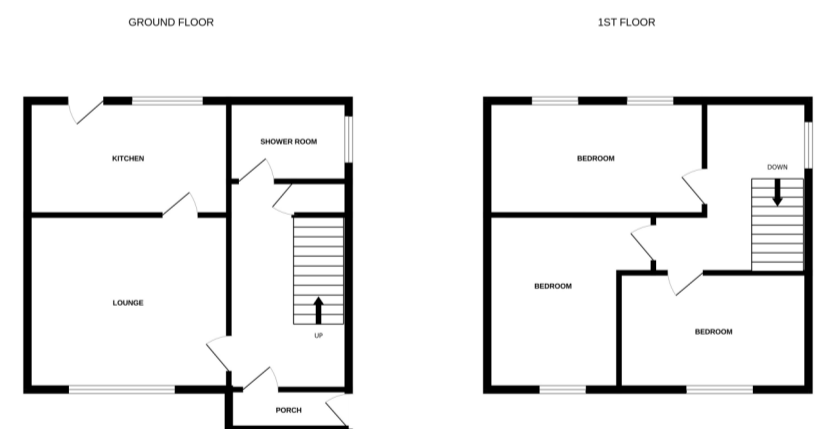 GROUND FLOOR
1ST FLOOR
SHOWER ROOM
KITCHEN
LOUNGE
UP
PORCH
BEDROOM
DOWN
BEDROOM
BEDROOM